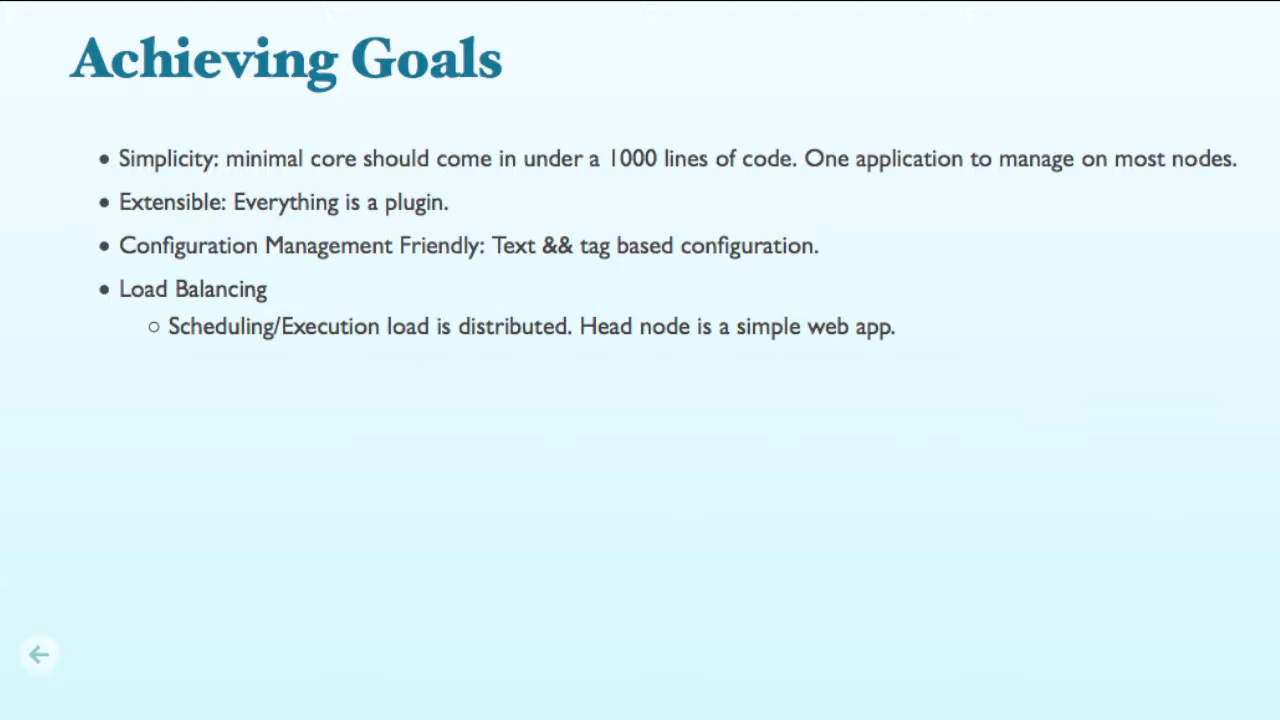 Achieving Goals
• Simplicity: minimal core should come in under a 1000 lines of code. One application to manage on most nodes.
• Extensible: Everything is a plugin.
• Configuration Management Friendly: Text && tag based configuration.
• Load Balancing
○ Scheduling/Execution load is distributed. Head node is a simple web app.